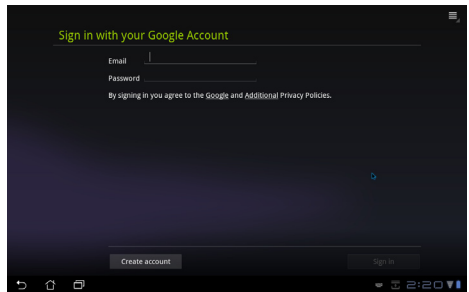 Sign in with your Google Account
Email
Password
By signing in you agree to the Google and Additional Privacy Policies.
Create account
Sign in
2:20